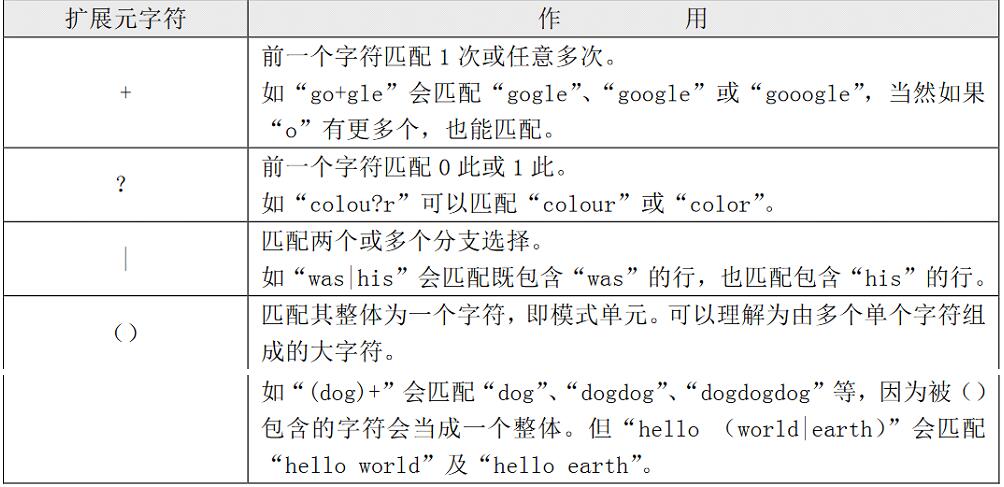 扩展元字符 作 用
+
前一个字符匹配 1 次或任意多次。
如“go+gle”会匹配“gogle”、“google”或“gooogle”，当然如果
“o”有更多个，也能匹配。
?
前一个字符匹配 0 此或 1 此。
如“colou?r”可以匹配“colour”或“color”。
|
匹配两个或多个分支选择。
如“was|his”会匹配既包含“was”的行，也匹配包含“his”的行。
()
匹配其整体为一个字符，即模式单元。可以理解为由多个单个字符组
成的大字符。
如“(dog)+”会匹配“dog”、“dogdog”、“dogdogdog”等，因为被()
包含的字符会当成一个整体。但“hello （world|earth）”会匹配
“hello world”及“hello earth”。